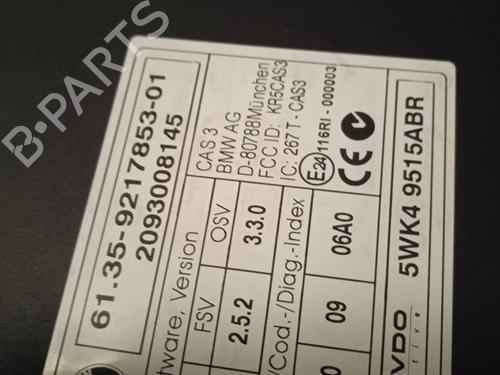 B-PARTS
61.35-9217853-01
2093008145
CAS 3
BMW AG
D-80788München
FCC ID: KR5CAS3
IC: 267T-CAS3
E24 116RI-000003
CE
tware, Version
FSV OSV
2.5.2 3.3.0
/Cod.-/Diag.-Index
09 06A0
VDO
5WK4 9515ABR